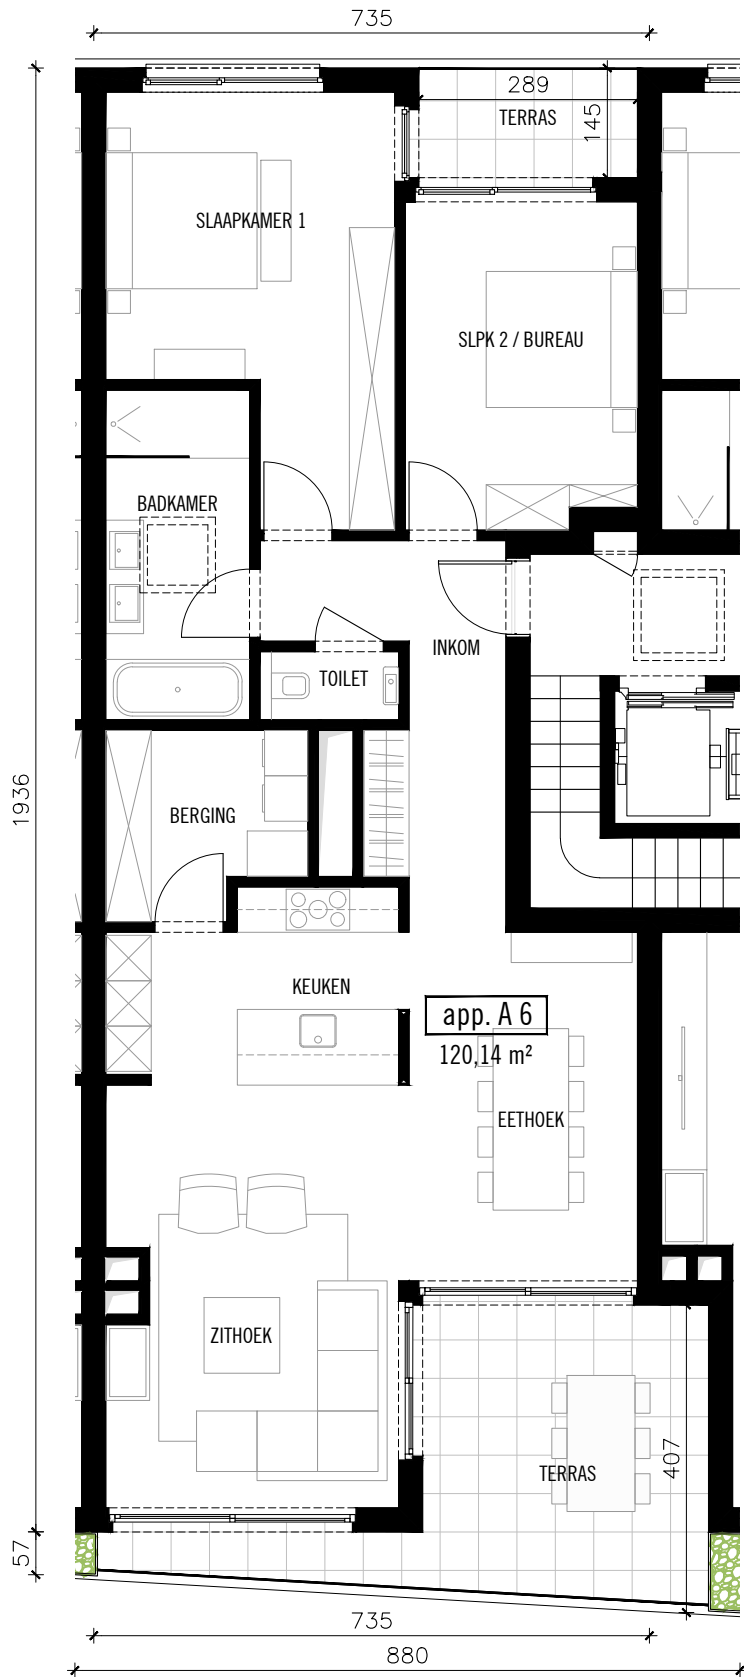 735
289
TERRAS
145
SLAAPKAMER 1
SLPK 2 / BUREAU
BADKAMER
INKOM
TOILET
1936
BERGING
KEUKEN
app. A 6
120,14 m²
EETHOEK
ZITHOEK
TERRAS
407
57
735
880